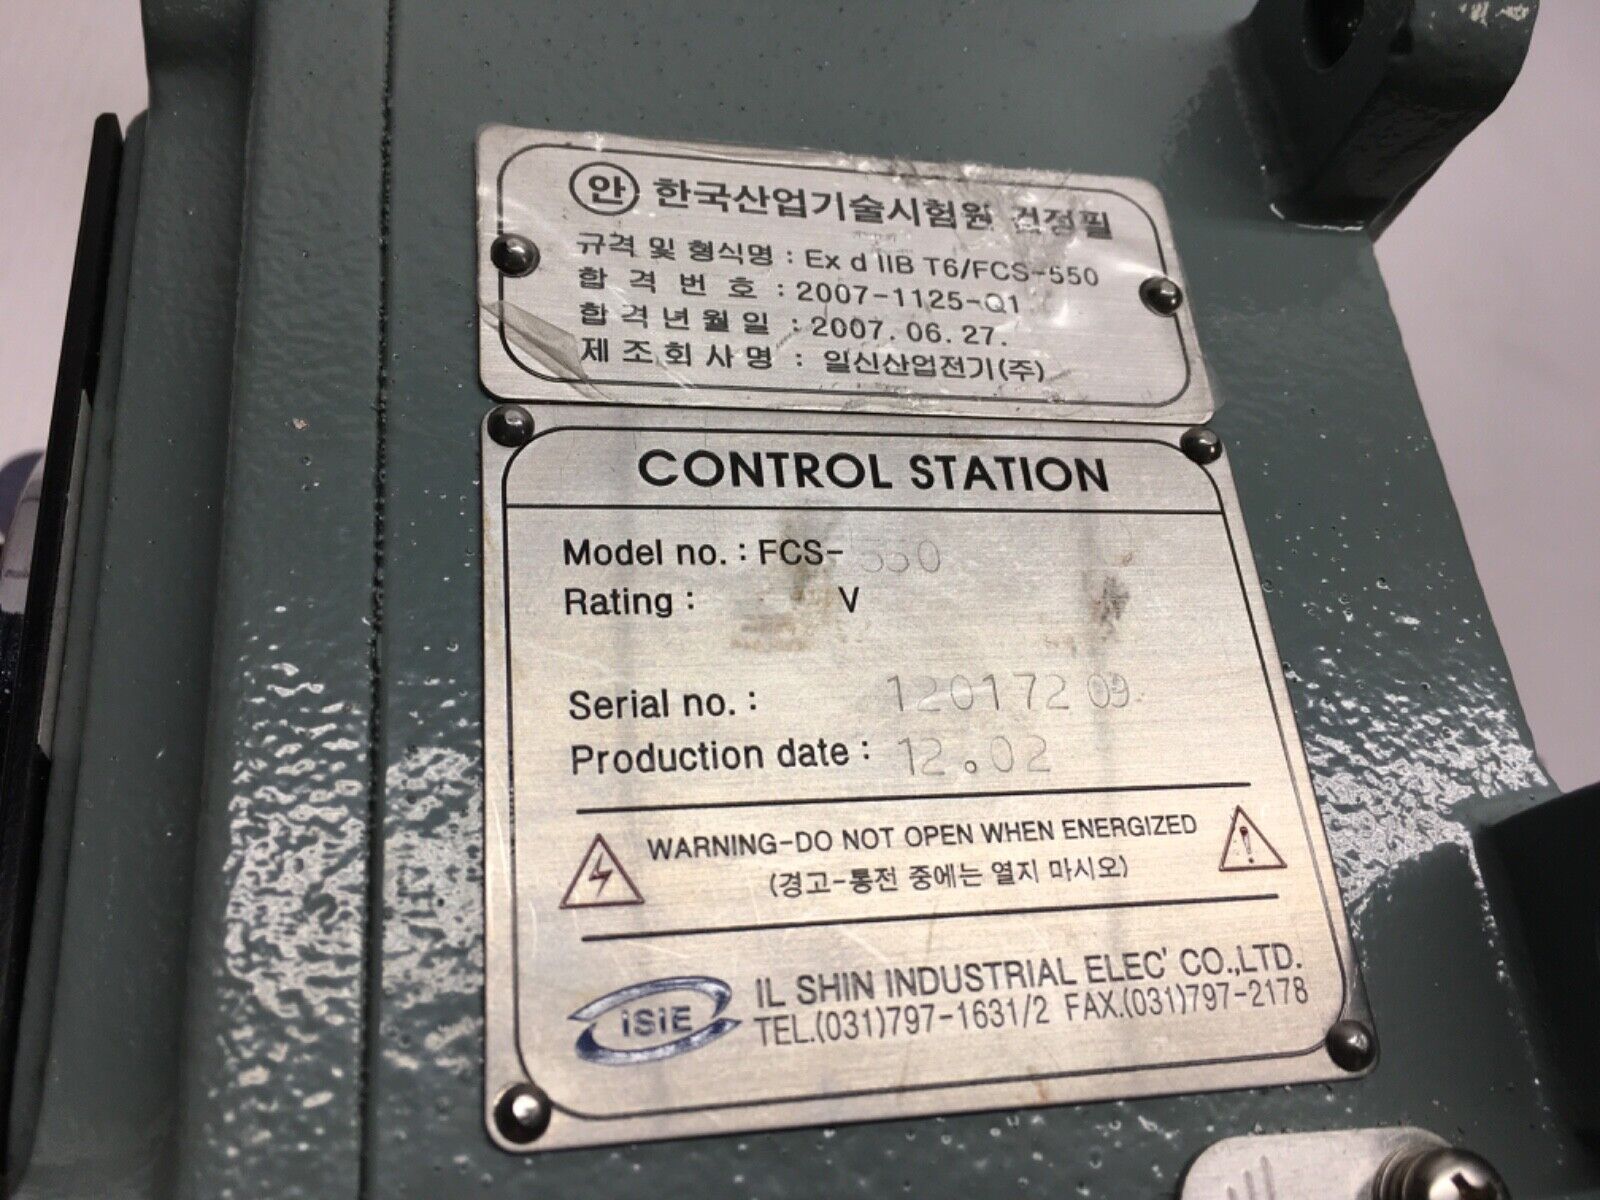 안 한국산업기술시험원 검정필
규격 및 형식명 : Ex d IIB T6/FCS-550
합 격 번 호 : 2007-1125-Q1
합격년월일 : 2007. 06. 27.
제조회사명 : 일신산업전기(주)
CONTROL STATION
Model no. : FCS-550
Rating : V
Serial no. : 12017209
Production date : 12.02
WARNING-DO NOT OPEN WHEN ENERGIZED
(경고-통전 중에는 열지 마시오)
iSiE
IL SHIN INDUSTRIAL ELEC' CO.,LTD.
TEL.(031)797-1631/2 FAX.(031)797-2178